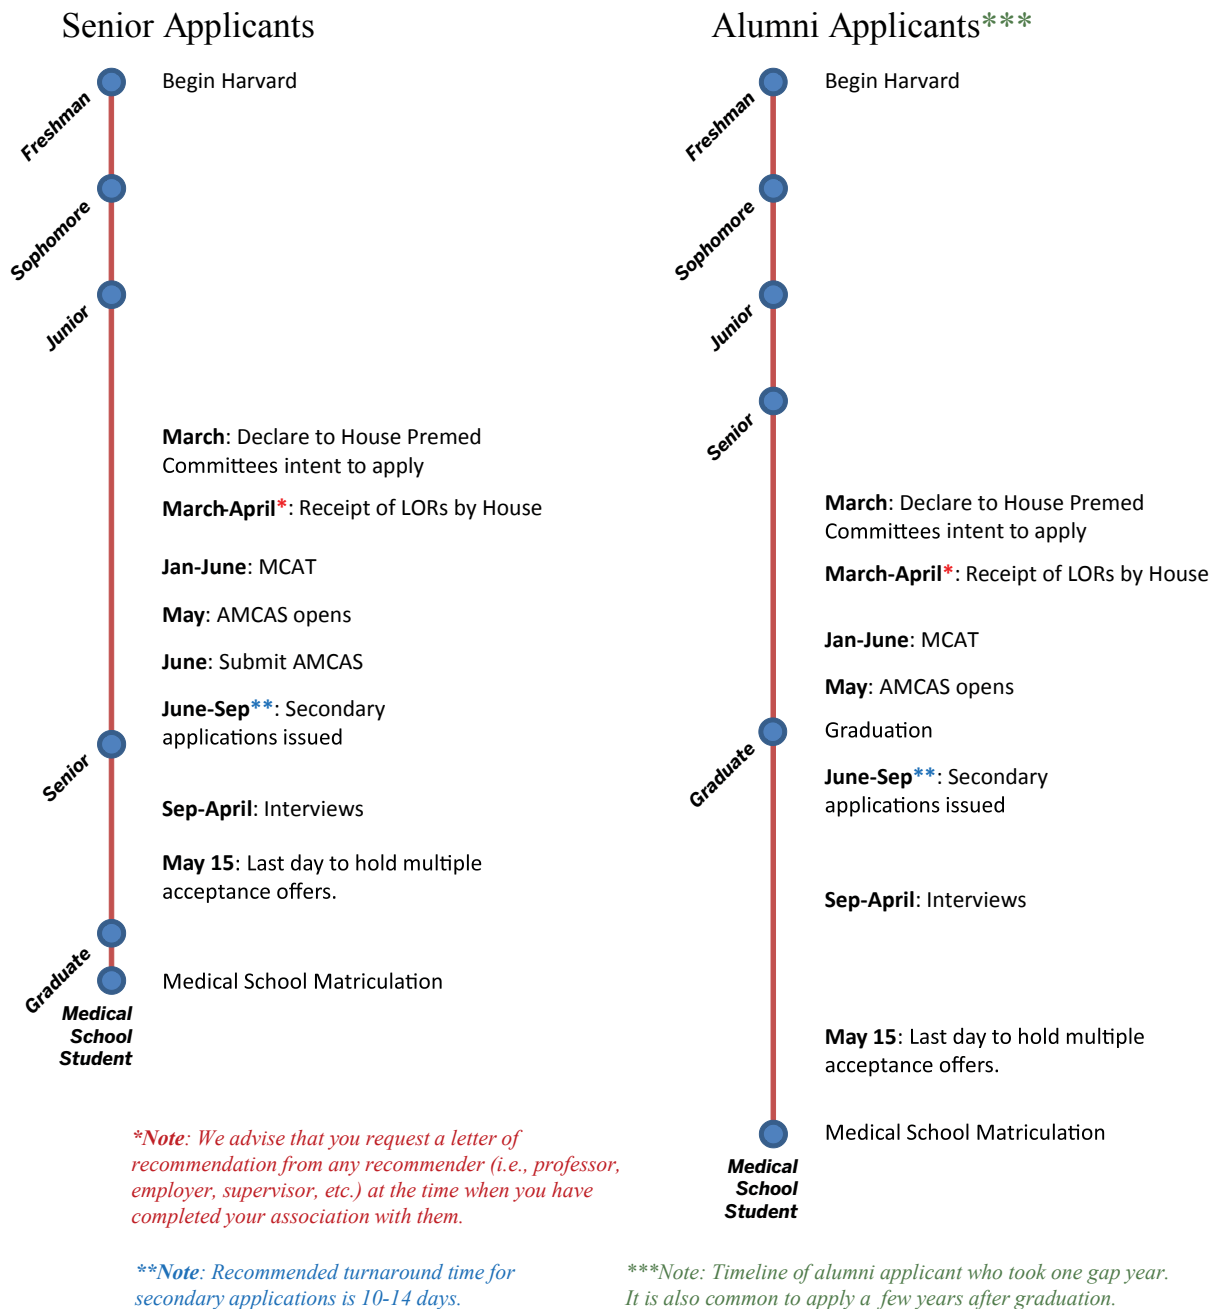 Senior Applicants
Begin Harvard
Freshman
Sophomore
Junior
March: Declare to House Premed
Committees intent to apply
March-April*: Receipt of LORs by House
Jan-June: MCAT
May: AMCAS opens
June: Submit AMCAS
June-Sep**: Secondary
applications issued
Senior
Sep-April: Interviews
May 15: Last day to hold multiple
acceptance offers.
Graduate
Medical School Matriculation
Medical
School
Student
Alumni Applicants***
Begin Harvard
Freshman
Sophomore
Junior
Senior
March: Declare to House Premed
Committees intent to apply
March-April*: Receipt of LORs by House
Jan-June: MCAT
May: AMCAS opens
Graduation
Graduate
June-Sep**: Secondary
applications issued
Sep-April: Interviews
May 15: Last day to hold multiple
acceptance offers.
Medical School Matriculation
Medical
School
Student
*Note: We advise that you request a letter of
recommendation from any recommender (i.e., professor,
employer, supervisor, etc.) at the time when you have
completed your association with them.
**Note: Recommended turnaround time for
secondary applications is 10-14 days.
***Note: Timeline of alumni applicant who took one gap year.
It is also common to apply a few years after graduation.